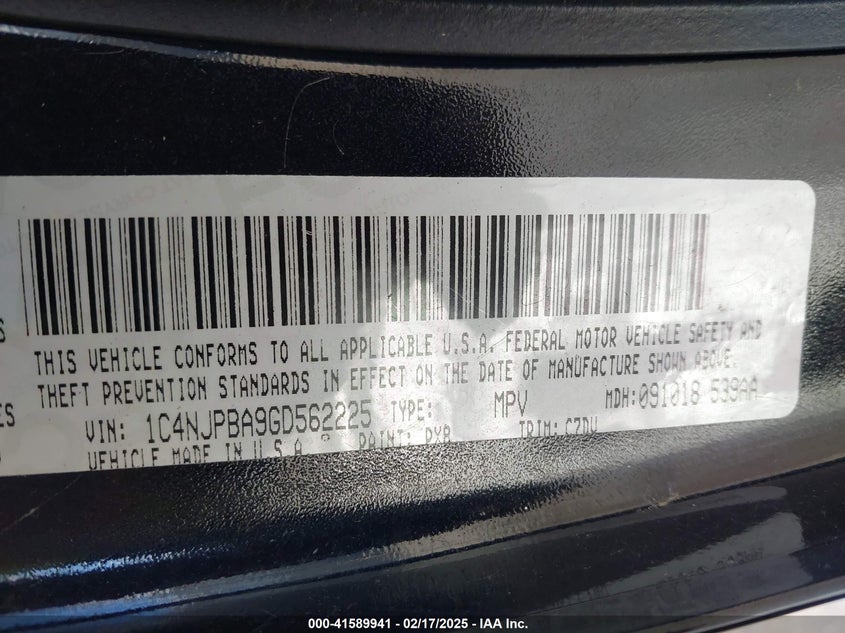 THIS VEHICLE CONFORMS TO ALL APPLICABLE U.S.A. FEDERAL MOTOR VEHICLE SAFETY AND
THEFT PREVENTION STANDARDS IN EFFECT ON THE DATE OF MANUFACTURE SHOWN ABOVE.
VIN: 1C4NJPBA9GD562225 TYPE: MPV MDH:091018 539AA
VEHICLE MADE IN U.S.A. PAINT: PXR TRIM: CZDV
000-41589941 - 02/17/2025 - IAA Inc.